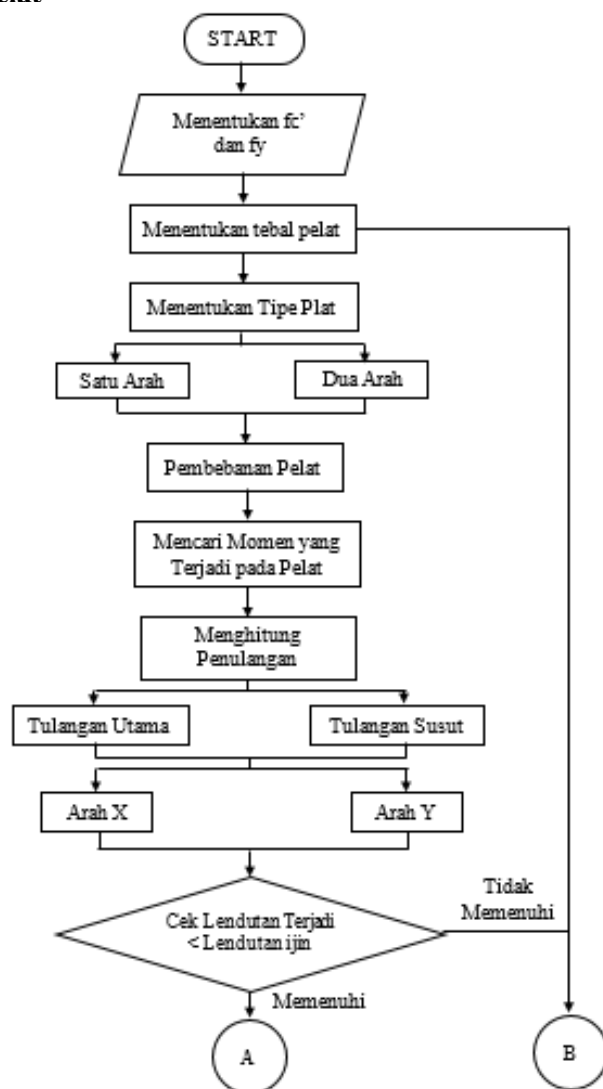 START
Menentukan fc’
dan fy
Menentukan tebal pelat
Menentukan Tipe Plat
Satu Arah
Dua Arah
Pembebanan Pelat
Mencari Momen yang
Terjadi pada Pelat
Menghitung
Penulangan
Tulangan Utama
Tulangan Susut
Arah X
Arah Y
Tidak
Memenuhi
Cek Lendutan Terjadi
< Lendutan ijin
Memenuhi
A
B